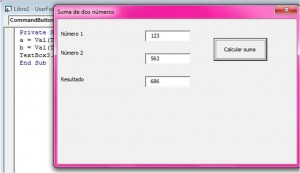 Libro2 - UserFo
Suma de dos números
CommandButton
Private S
a = Val(T
b = Val(T
TextBox3.
End Sub
Número 1
123
Calcular suma
Número 2
563
Resultado
686